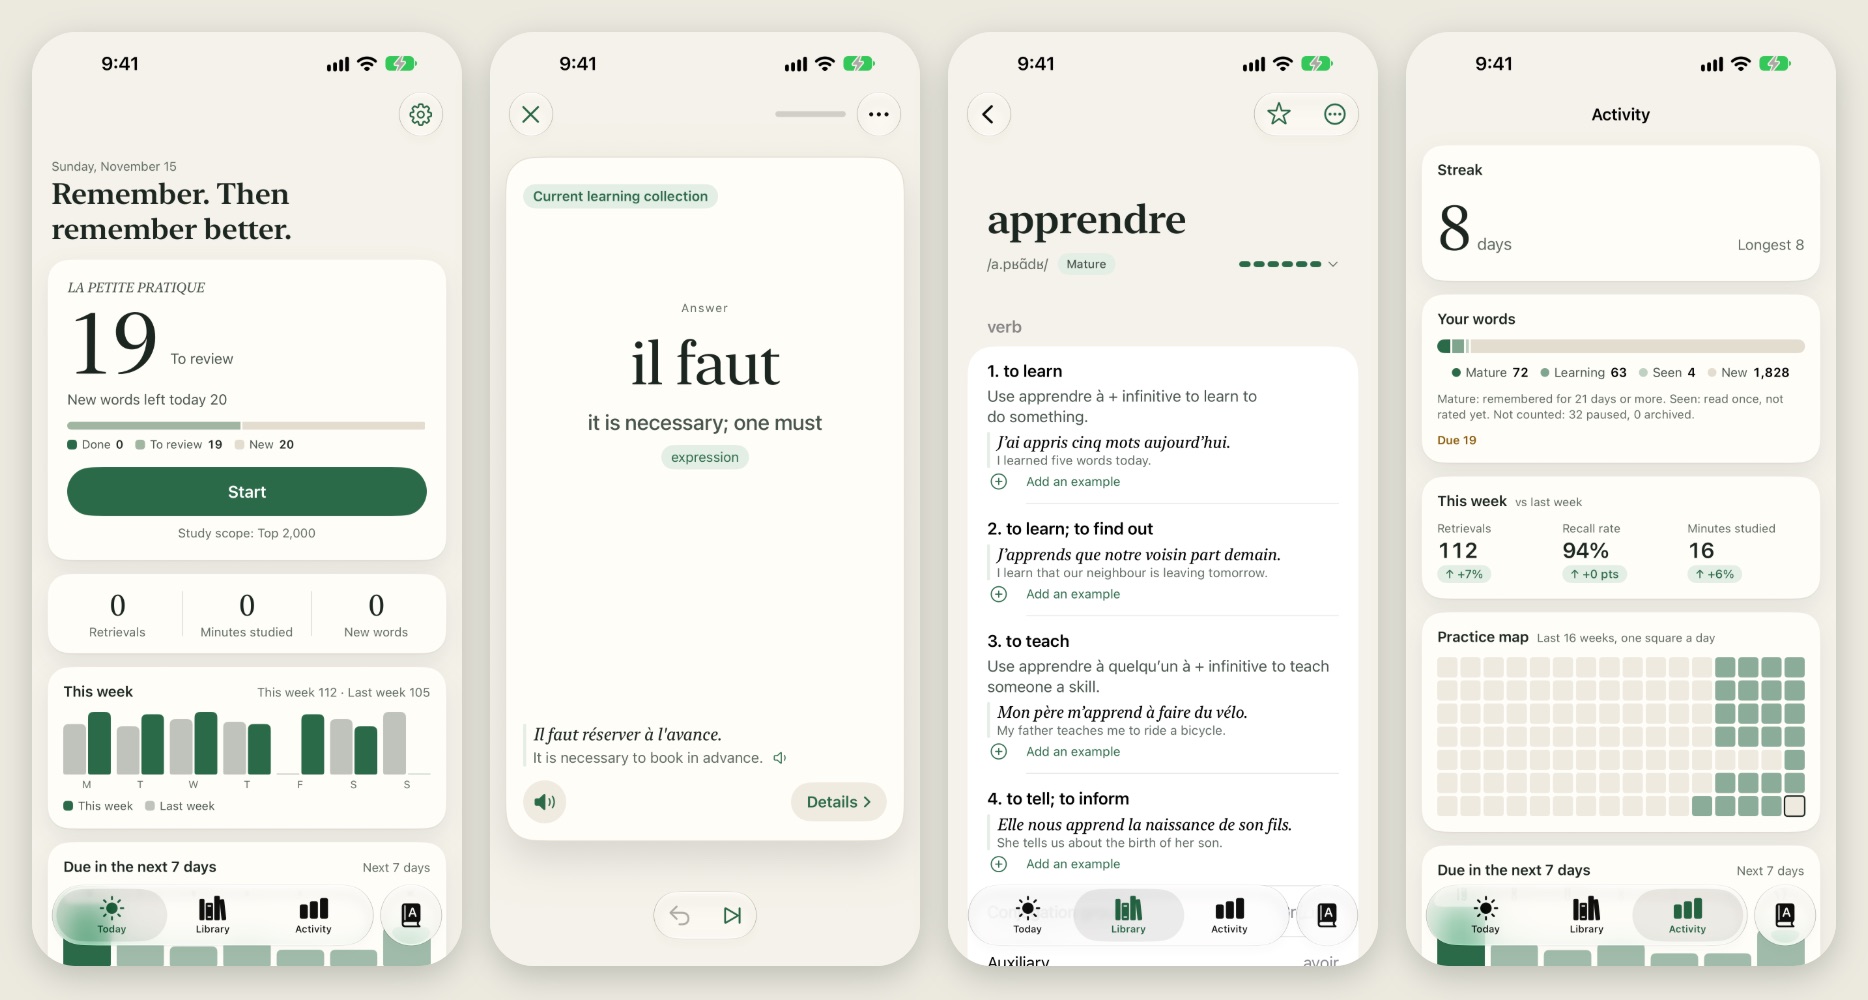 9:41
Sunday, November 15
Remember. Then
remember better.
LA PETITE PRATIQUE
19 To review
New words left today 20
Done 0 To review 19 New 20
Start
Study scope: Top 2,000
0 0 0
Retrievals Minutes studied New words
This week This week 112 · Last week 105
M T W T F S S
This week Last week
Due in the next 7 days Next 7 days
Today Library Activity A
9:41
Current learning collection
Answer
il faut
it is necessary; one must
expression
Il faut réserver à l'avance.
It is necessary to book in advance.
Details
9:41
apprendre
/a.pʁɑ̃dʁ/ Mature
verb
1. to learn
Use apprendre à + infinitive to learn to
do something.
J’ai appris cinq mots aujourd’hui.
I learned five words today.
Add an example
2. to learn; to find out
J’apprends que notre voisin part demain.
I learn that our neighbour is leaving tomorrow.
Add an example
3. to teach
Use apprendre à quelqu’un à + infinitive to teach
someone a skill.
Mon père m’apprend à faire du vélo.
My father teaches me to ride a bicycle.
Add an example
4. to tell; to inform
Elle nous apprend la naissance de son fils.
She tells us about the birth of her son.
Add an example
Today Library Activity A
Auxiliary avoir
9:41
Activity
Streak
8 days Longest 8
Your words
Mature 72 Learning 63 Seen 4 New 1,828
Mature: remembered for 21 days or more. Seen: read once, not
rated yet. Not counted: 32 paused, 0 archived.
Due 19
This week vs last week
Retrievals Recall rate Minutes studied
112 94% 16
↑ +7% ↑ +0 pts ↑ +6%
Practice map Last 16 weeks, one square a day
Due in the next 7 days Next 7 days
Today Library Activity A